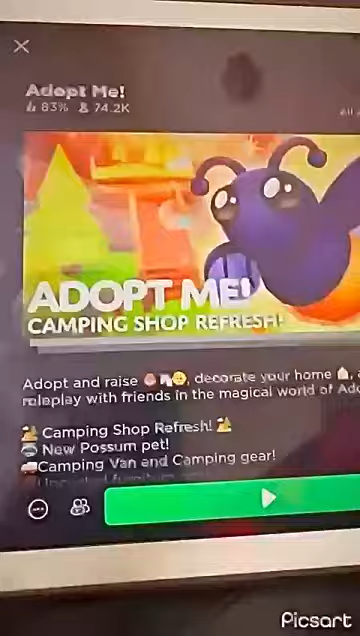 Adopt Me!
83% 74.2K
ADOPT ME!
CAMPING SHOP REFRESH!
Adopt and raise , decorate your home ,
roleplay with friends in the magical world of Ado
Camping Shop Refresh!
New Possum pet!
Camping Van and Camping gear!
Picsart